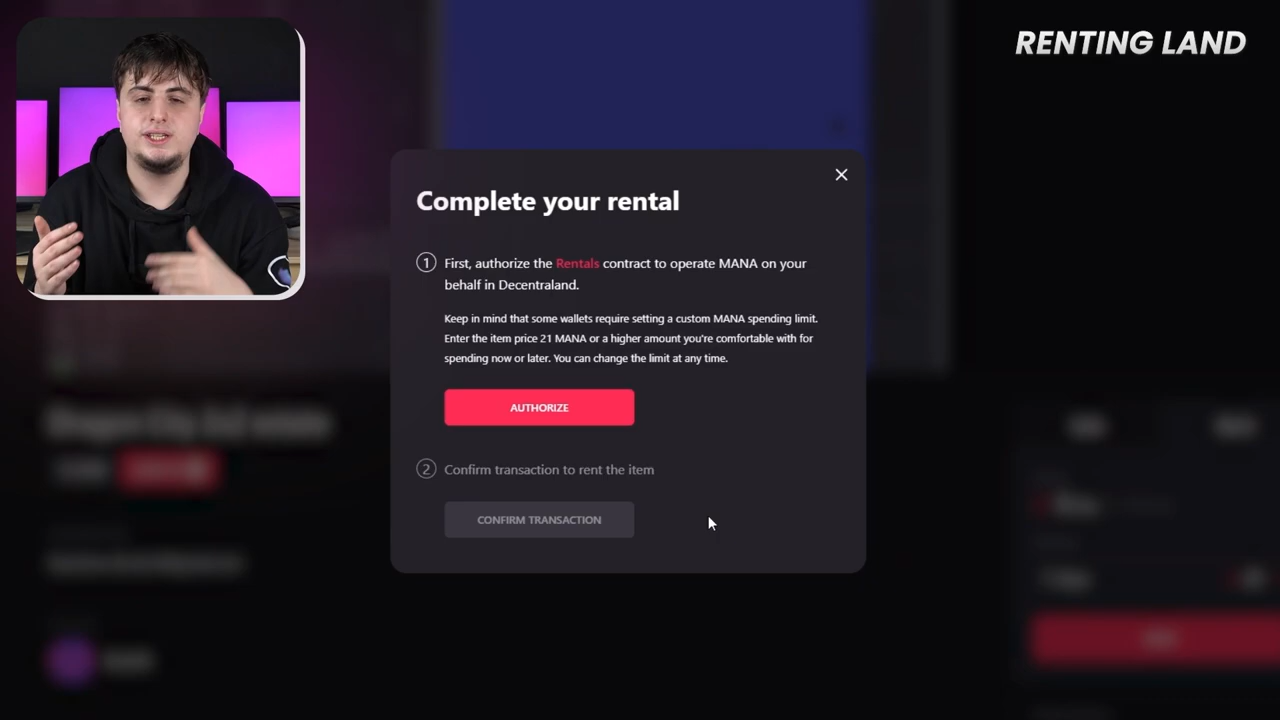 RENTING LAND
Complete your rental
1 First, authorize the Rentals contract to operate MANA on your
behalf in Decentraland.
Keep in mind that some wallets require setting a custom MANA spending limit.
Enter the item price 21 MANA or a higher amount you're comfortable with for
spending now or later. You can change the limit at any time.
AUTHORIZE
2 Confirm transaction to rent the item
CONFIRM TRANSACTION